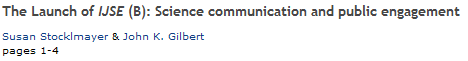 The Launch of IJSE (B): Science communication and public engagement
Susan Stocklmayer & John K. Gilbert
pages 1-4